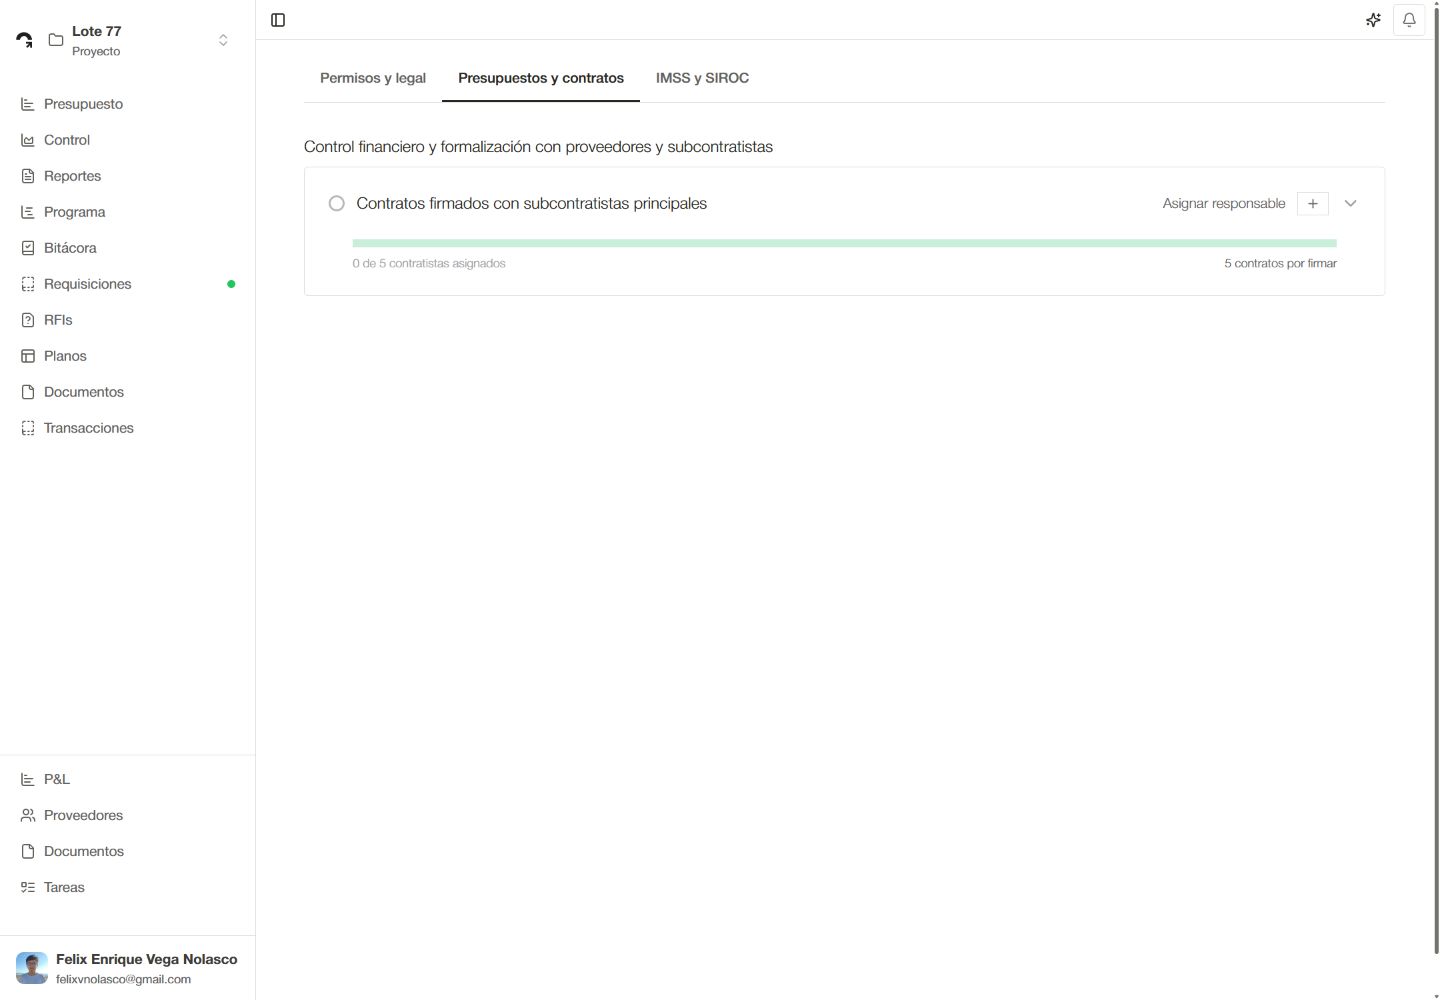 Lote 77
Proyecto
Presupuesto
Control
Reportes
Programa
Bitácora
Requisiciones
RFIs
Planos
Documentos
Transacciones
P&L
Proveedores
Documentos
Tareas
Felix Enrique Vega Nolasco
felixvnolasco@gmail.com
Permisos y legal
Presupuestos y contratos
IMSS y SIROC
Control financiero y formalización con proveedores y subcontratistas
Contratos firmados con subcontratistas principales
Asignar responsable
0 de 5 contratistas asignados
5 contratos por firmar